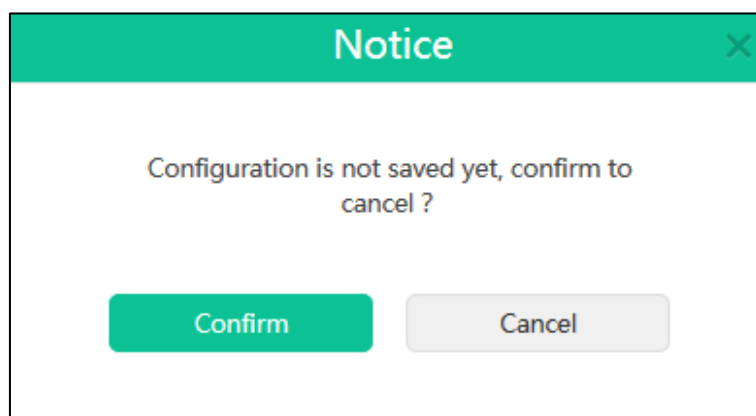 Notice
Configuration is not saved yet, confirm to
cancel ?
Confirm
Cancel